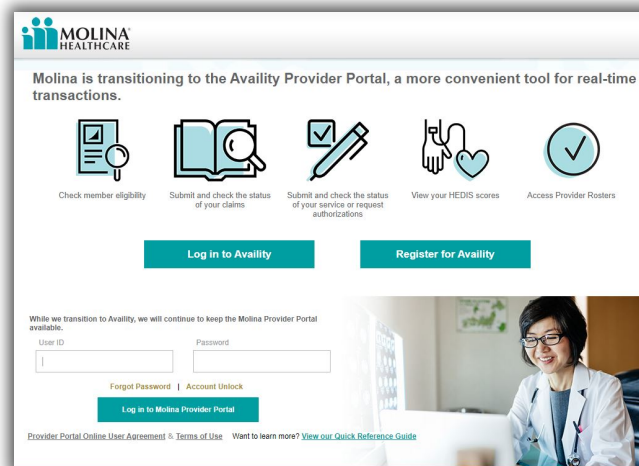 MOLINA
HEALTHCARE
Molina is transitioning to the Availity Provider Portal, a more convenient tool for real-time
transactions.
Check member eligibility
Submit and check the status
of your claims
Submit and check the status
of your service or request
authorizations
View your HEDIS scores
Access Provider Rosters
Log in to Availity
Register for Availity
While we transition to Availity, we will continue to keep the Molina Provider Portal
available.
User ID
Password
Forgot Password | Account Unlock
Log in to Molina Provider Portal
Provider Portal Online User Agreement & Terms of Use Want to learn more? View our Quick Reference Guide